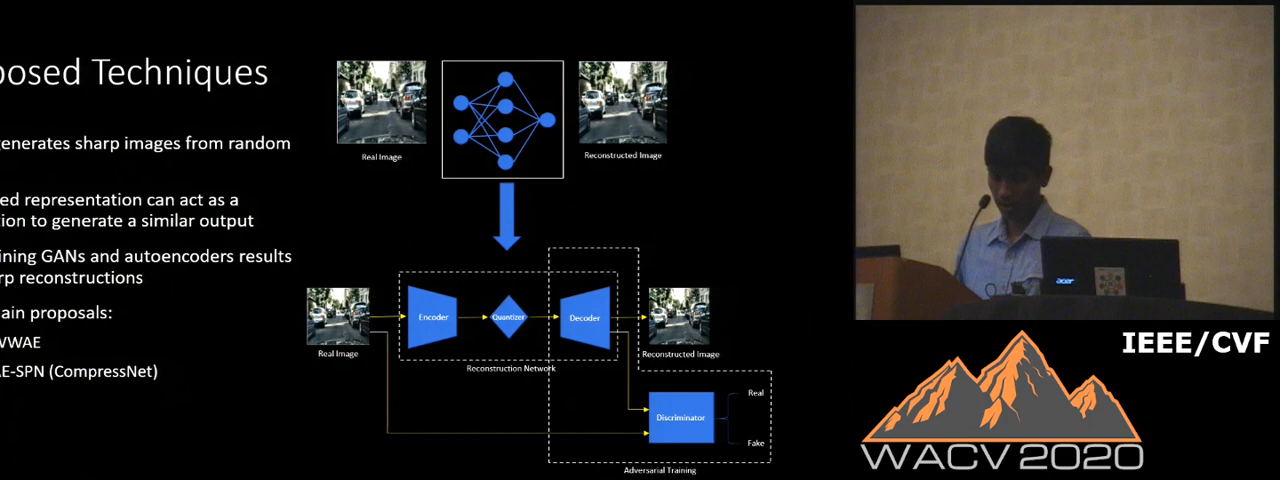 posed Techniques
generates sharp images from random
ed representation can act as a
tion to generate a similar output
ining GANs and autoencoders results
rp reconstructions
ain proposals:
WWAE
AE-SPN (CompressNet)
Real Image
Reconstructed Image
Encoder
Quantizer
Decoder
Real Image
Reconstructed Image
Reconstruction Network
Discriminator
Real
Fake
Adversarial Training
acer
IEEE/CVF
WACV 2020